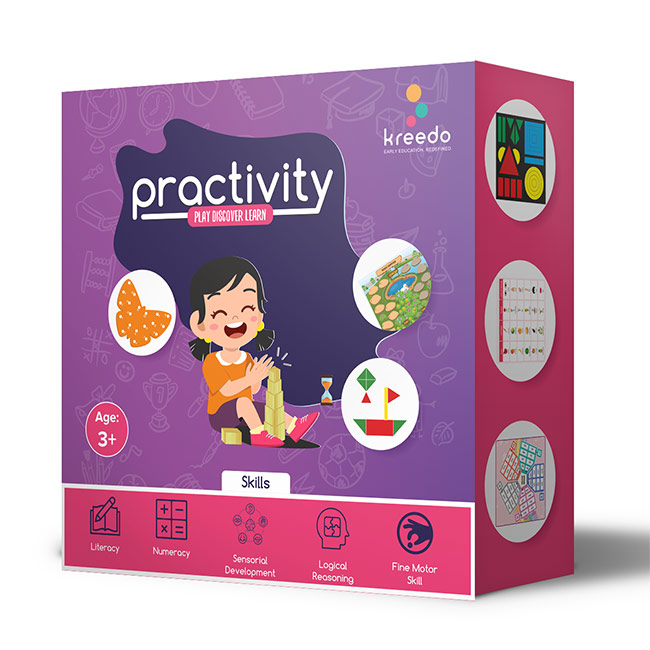 kreedo
EARLY EDUCATION, REDEFINED.
practivity
PLAY DISCOVER LEARN
Age:
3+
Skills
Literacy
Numeracy
Sensorial
Development
Logical
Reasoning
Fine Motor
Skill